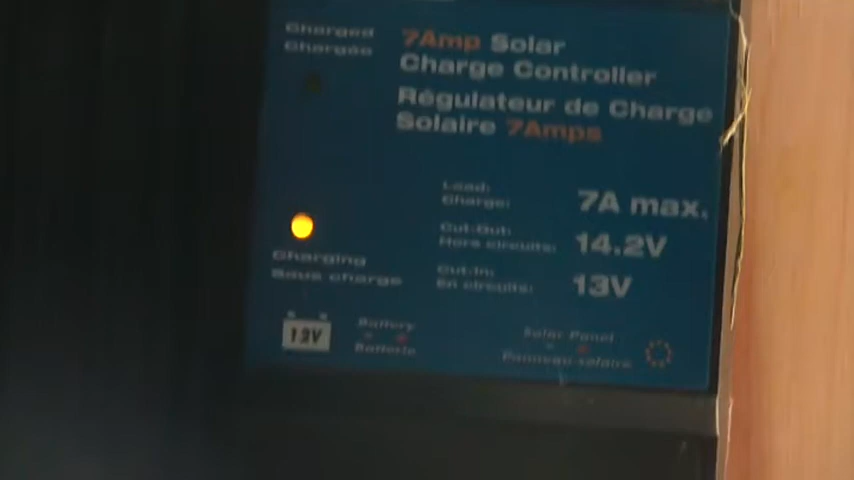 Charged
Chargée
7Amp Solar
Charge Controller
Régulateur de Charge
Solaire 7Amps
Load:
Charge:
7A max.
Cut-Out:
Hors circuits:
14.2V
Cut-In:
En circuits:
13V
Charging
Sous charge
12V
Battery
Batterie
Solar Panel
Panneau solaire